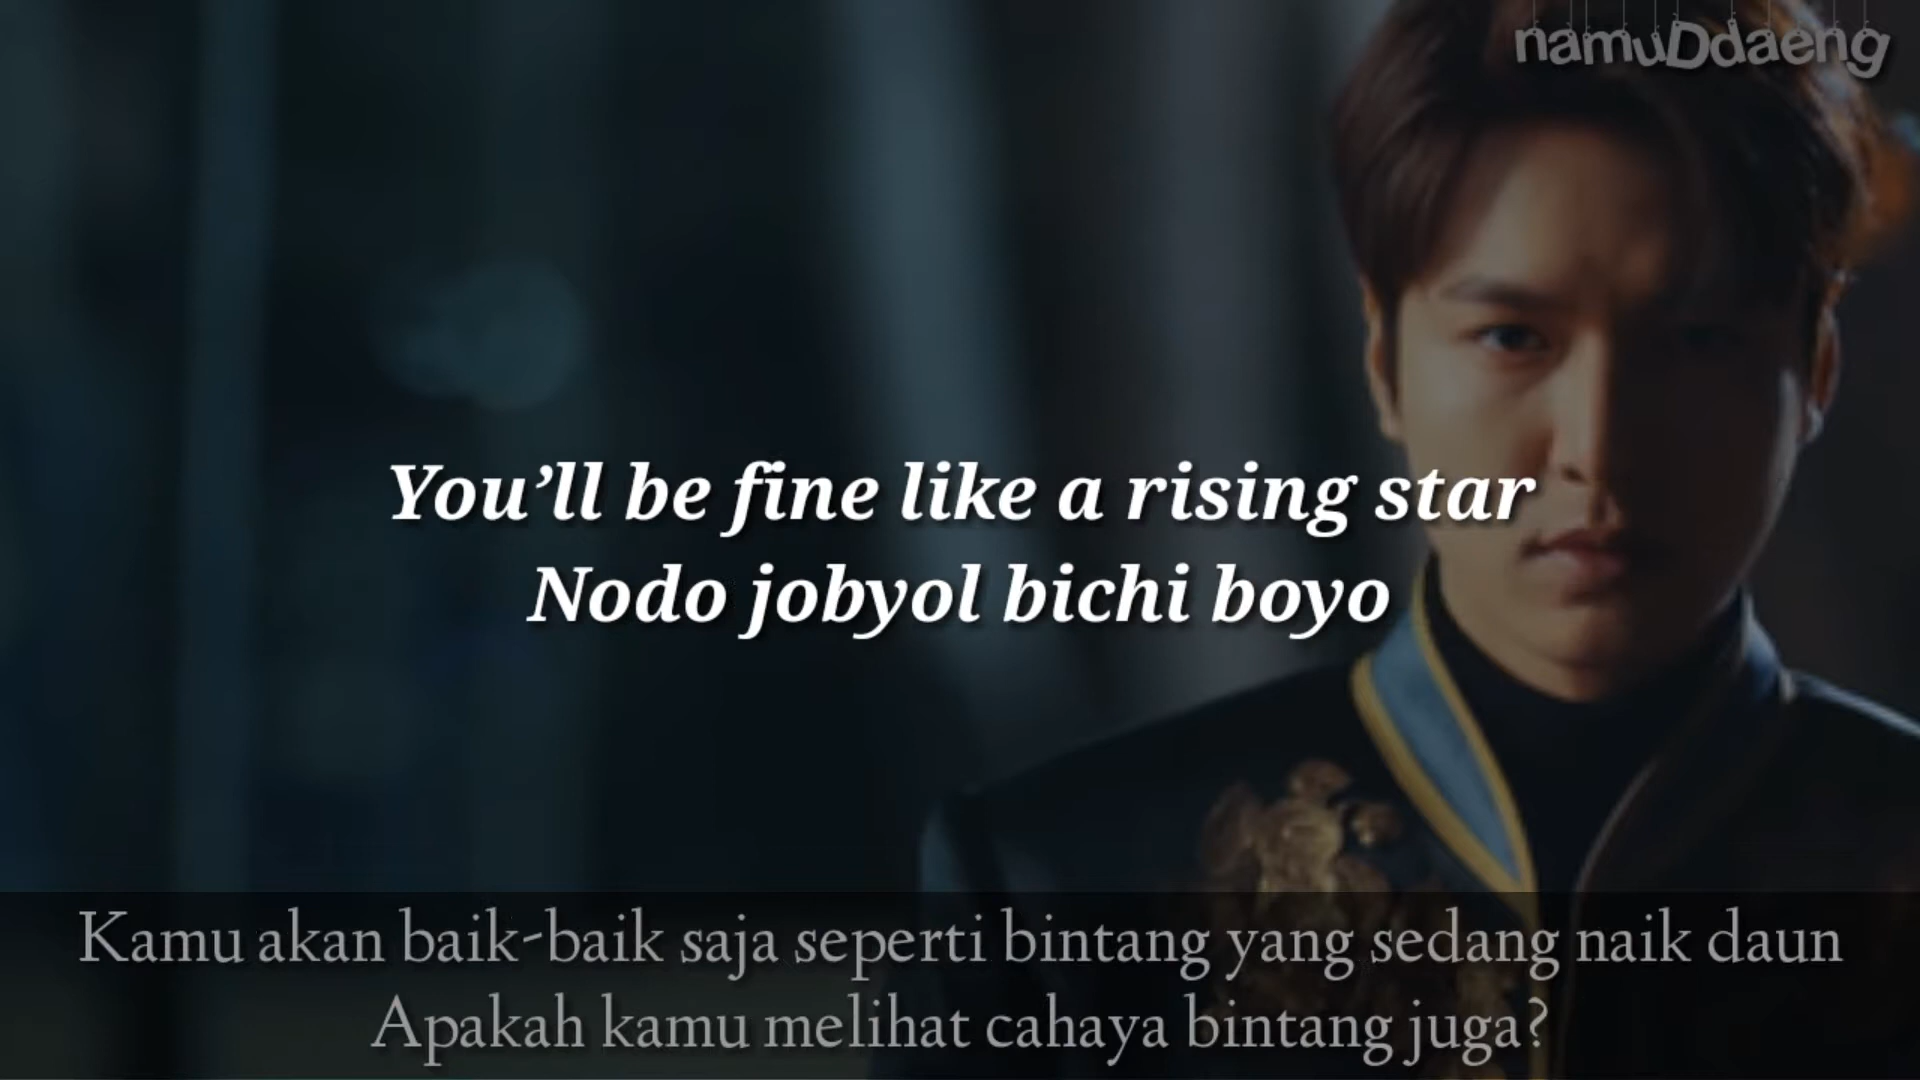 namuDdaeng
You’ll be fine like a rising star
Nodo jobyol bichi boyo
Kamu akan baik-baik saja seperti bintang yang sedang naik daun
Apakah kamu melihat cahaya bintang juga?